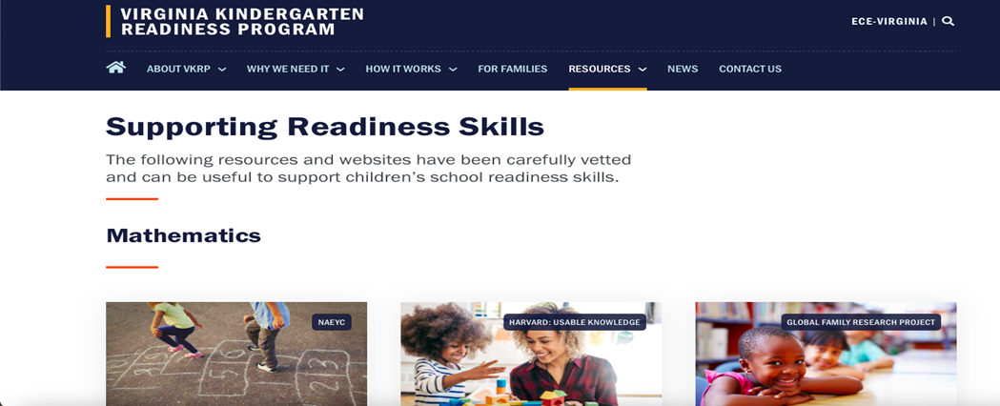 VIRGINIA KINDERGARTEN
READINESS PROGRAM
ECE-VIRGINIA |
ABOUT VKRP WHY WE NEED IT HOW IT WORKS FOR FAMILIES RESOURCES NEWS CONTACT US
Supporting Readiness Skills
The following resources and websites have been carefully vetted
and can be useful to support children’s school readiness skills.
Mathematics
NAEYC
HARVARD: USABLE KNOWLEDGE
GLOBAL FAMILY RESEARCH PROJECT